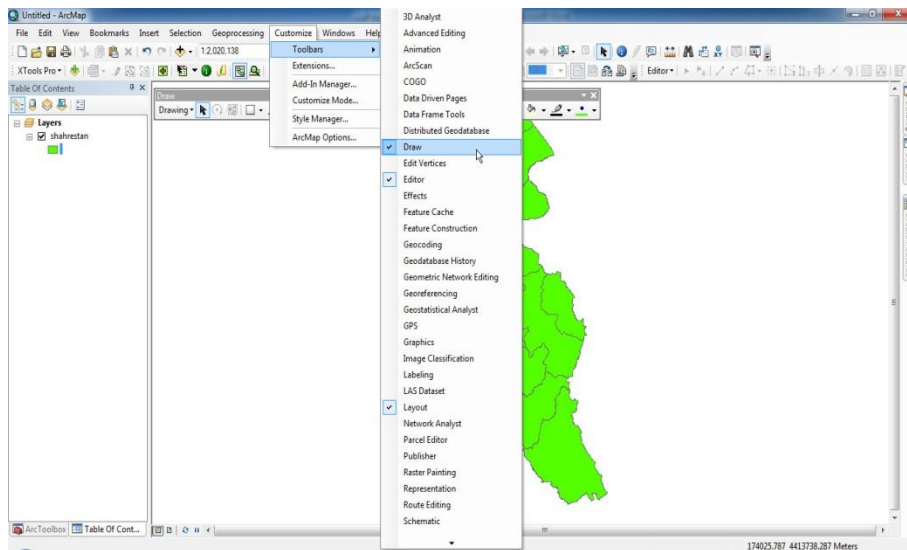 Untitled - ArcMap
File Edit View Bookmarks Insert Selection Geoprocessing Customize Windows Help
1:2,020,138
XTools Pro
Editor
Table Of Contents
Layers
shahrestan
Draw
Drawing
Toolbars
Extensions...
Add-In Manager...
Customize Mode...
Style Manager...
ArcMap Options...
3D Analyst
Advanced Editing
Animation
ArcScan
COGO
Data Driven Pages
Data Frame Tools
Distributed Geodatabase
Draw
Edit Vertices
Editor
Effects
Feature Cache
Feature Construction
Geocoding
Geodatabase History
Geometric Network Editing
Georeferencing
Geostatistical Analyst
GPS
Graphics
Image Classification
Labeling
LAS Dataset
Layout
Network Analyst
Parcel Editor
Publisher
Raster Painting
Representation
Route Editing
Schematic
ArcToolbox Table Of Cont...
174025.787 4413738.287 Meters